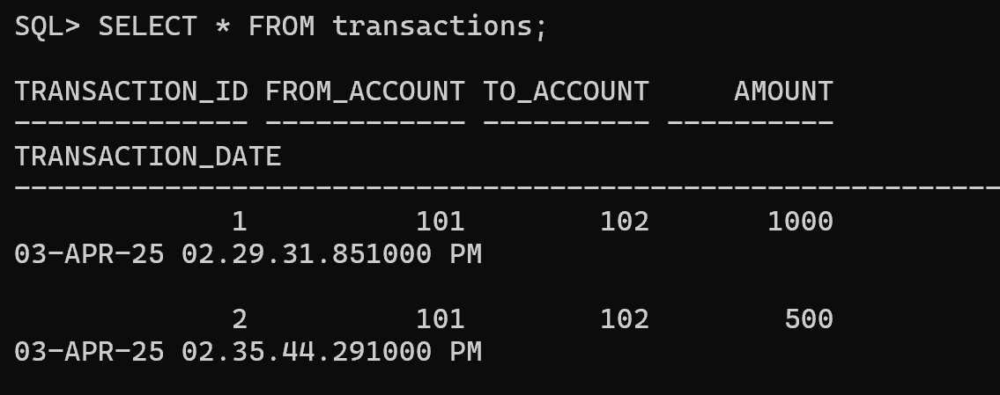 SQL> SELECT * FROM transactions;
TRANSACTION_ID FROM_ACCOUNT TO_ACCOUNT     AMOUNT
-------------- ------------ ---------- ----------
TRANSACTION_DATE
------------------------------------------------------------
             1          101        102       1000
03-APR-25 02.29.31.851000 PM
             2          101        102        500
03-APR-25 02.35.44.291000 PM